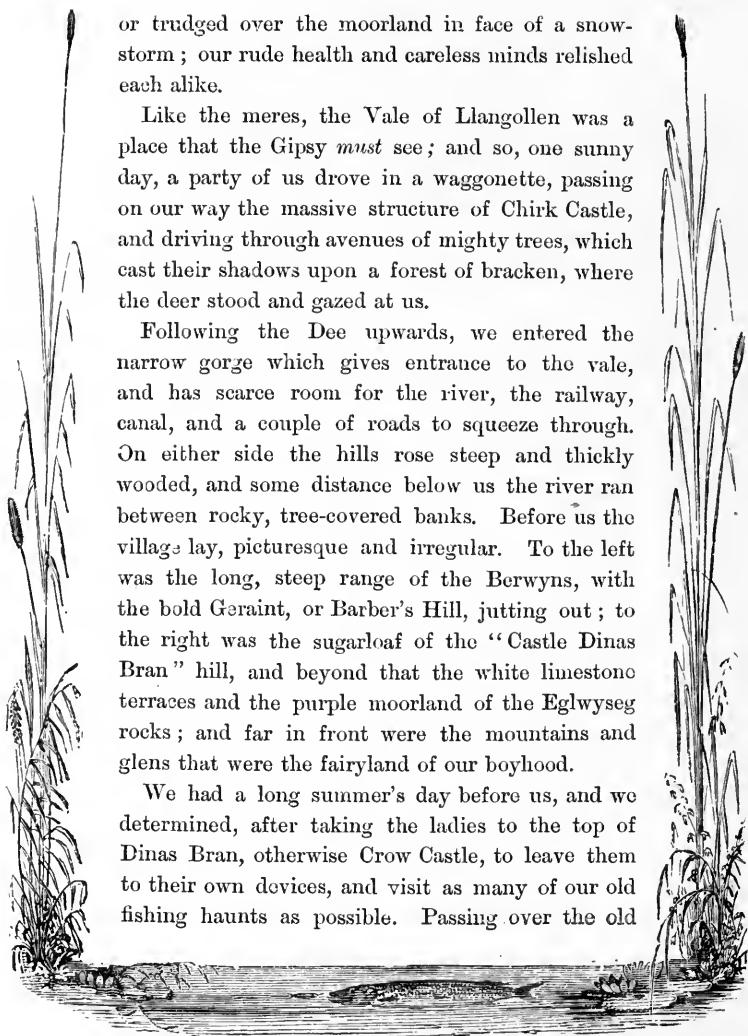 or trudged over the moorland in face of a snow-
storm ; our rude health and careless minds relished
each alike.
Like the meres, the Vale of Llangollen was a
place that the Gipsy must see ; and so, one sunny
day, a party of us drove in a waggonette, passing
on our way the massive structure of Chirk Castle,
and driving through avenues of mighty trees, which
cast their shadows upon a forest of bracken, where
the deer stood and gazed at us.
Following the Dee upwards, we entered the
narrow gorge which gives entrance to the vale,
and has scarce room for the river, the railway,
canal, and a couple of roads to squeeze through.
On either side the hills rose steep and thickly
wooded, and some distance below us the river ran
between rocky, tree-covered banks. Before us the
village lay, picturesque and irregular. To the left
was the long, steep range of the Berwyns, with
the bold Geraint, or Barber's Hill, jutting out ; to
the right was the sugarloaf of the “ Castle Dinas
Bran ” hill, and beyond that the white limestone
terraces and the purple moorland of the Eglwyseg
rocks ; and far in front were the mountains and
glens that were the fairyland of our boyhood.
We had a long summer's day before us, and we
determined, after taking the ladies to the top of
Dinas Bran, otherwise Crow Castle, to leave them
to their own devices, and visit as many of our old
fishing haunts as possible. Passing over the old